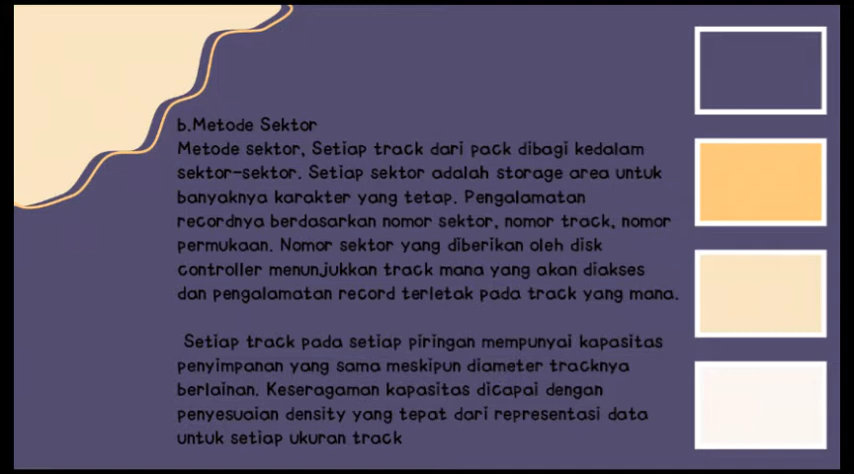 b.Metode Sektor
Metode sektor, Setiap track dari pack dibagi kedalam
sektor-sektor. Setiap sektor adalah storage area untuk
banyaknya karakter yang tetap. Pengalamatan
recordnya berdasarkan nomor sektor, nomor track, nomor
permukaan. Nomor sektor yang diberikan oleh disk
controller menunjukkan track mana yang akan diakses
dan pengalamatan record terletak pada track yang mana.
Setiap track pada setiap piringan mempunyai kapasitas
penyimpanan yang sama meskipun diameter tracknya
berlainan. Keseragaman kapasitas dicapai dengan
penyesuaian density yang tepat dari representasi data
untuk setiap ukuran track